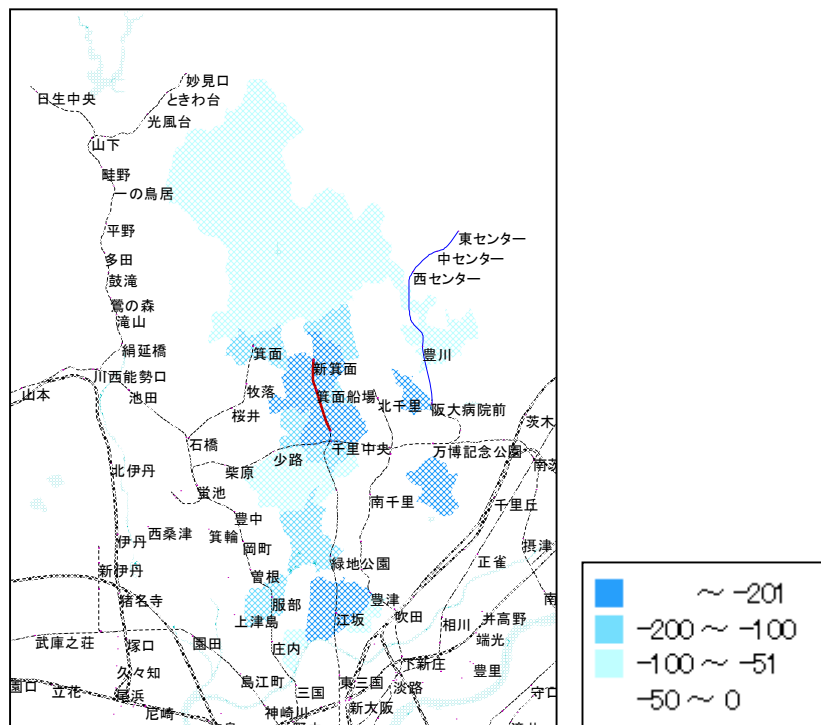 妙見口
日生中央
ときわ台
光風台
山下
畦野
一の鳥居
平野
東センター
中センター
多田
西センター
鼓滝
鶯の森
滝山
絹延橋
箕面
豊川
新箕面
川西能勢口
山本
池田
牧落
箕面船場
北千里
桜井
阪大病院前
茨木
石橋
千里中央
万博記念公園
少路
柴原
北伊丹
南茨
蛍池
南千里
千里丘
豊中
西桑津
箕輪
伊丹
岡町
摂津
正雀
緑地公園
新伊丹
曽根
猪名寺
服部
豊津
南
上津島
江坂
吹田
相川
井高野
武庫之荘
塚口
園田
庄内
端光
下新庄
久々知
豊里
園口
立花
尾浜
島江町
三国
東三国
淡路
守口
尼崎
神崎川
新大阪
～ -201
-200 ～ -100
-100 ～ -51
-50 ～ 0